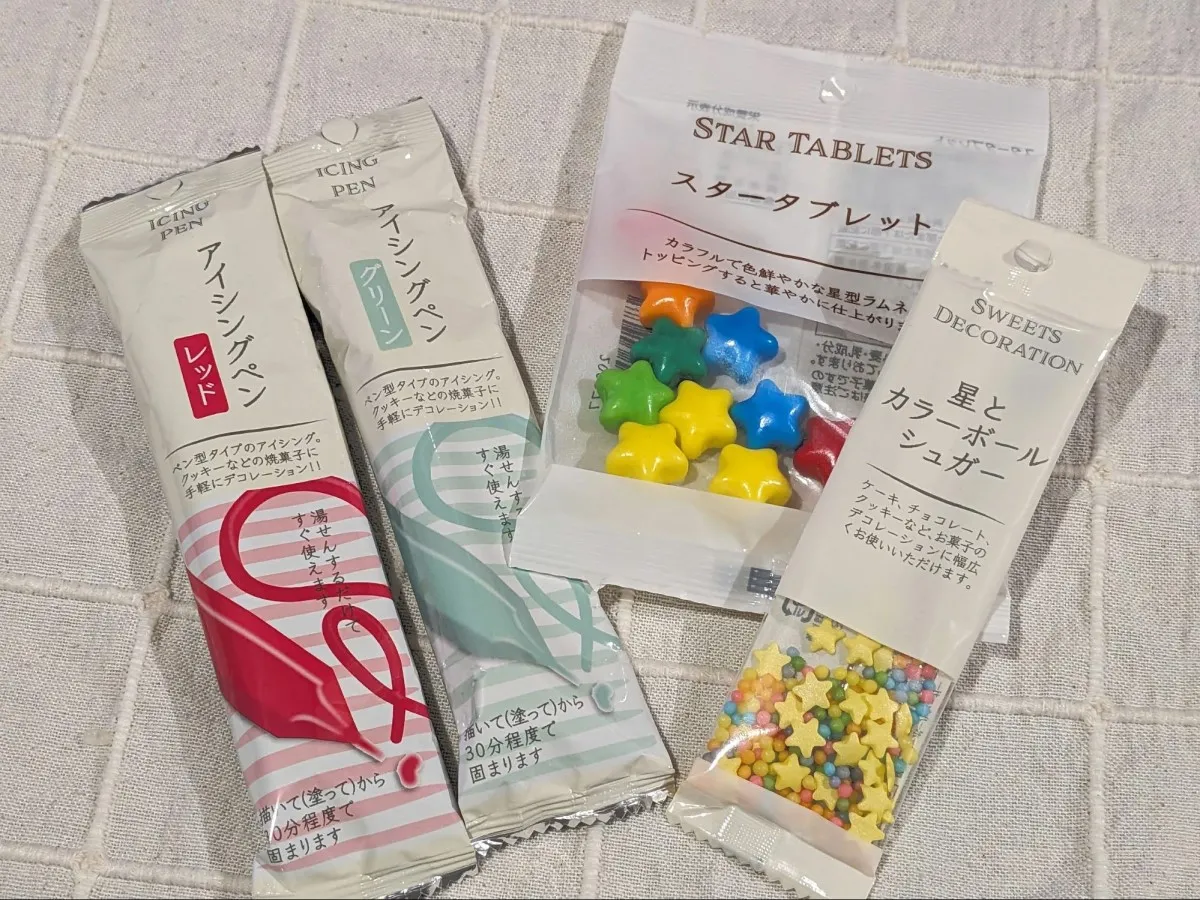 ICING
PEN
アイシングペン
レッド
ペン型タイプのアイシング。
クッキーなどの焼菓子に
手軽にデコレーション!!
湯せんするだけで
すぐ使えます
描いて(塗って)から
30分程度で
固まります
ICING
PEN
アイシングペン
グリーン
ペン型タイプのアイシング。
クッキーなどの焼菓子に
手軽にデコレーション!!
湯せんする
すぐ使えます
描いて(塗って)から
30分程度で
固まります
STAR TABLETS
スタータブレット
カラフルで色鮮やかな星型ラムネ
トッピングすると華やかに仕上がりま
SWEETS
DECORATION
星と
カラーボール
シュガー
ケーキ、チョコレート、
クッキーなど、お菓子の
デコレーションに幅広
くお使いいただけます。